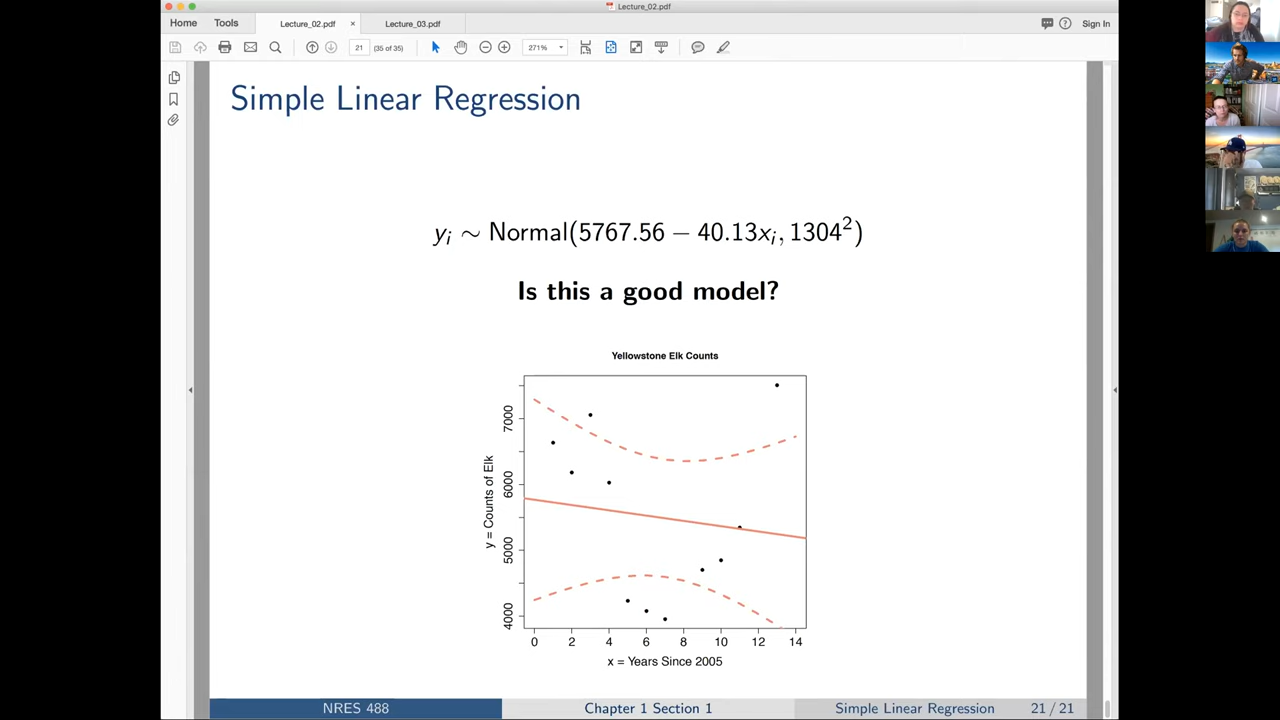 Lecture_02.pdf
Home Tools Lecture_02.pdf × Lecture_03.pdf Sign In
21 (35 of 35) 271%
Simple Linear Regression
yᵢ ∼ Normal(5767.56 − 40.13xᵢ, 1304²)
Is this a good model?
Yellowstone Elk Counts
y = Counts of Elk
7000
6000
5000
4000
0 2 4 6 8 10 12 14
x = Years Since 2005
NRES 488 Chapter 1 Section 1 Simple Linear Regression 21 / 21